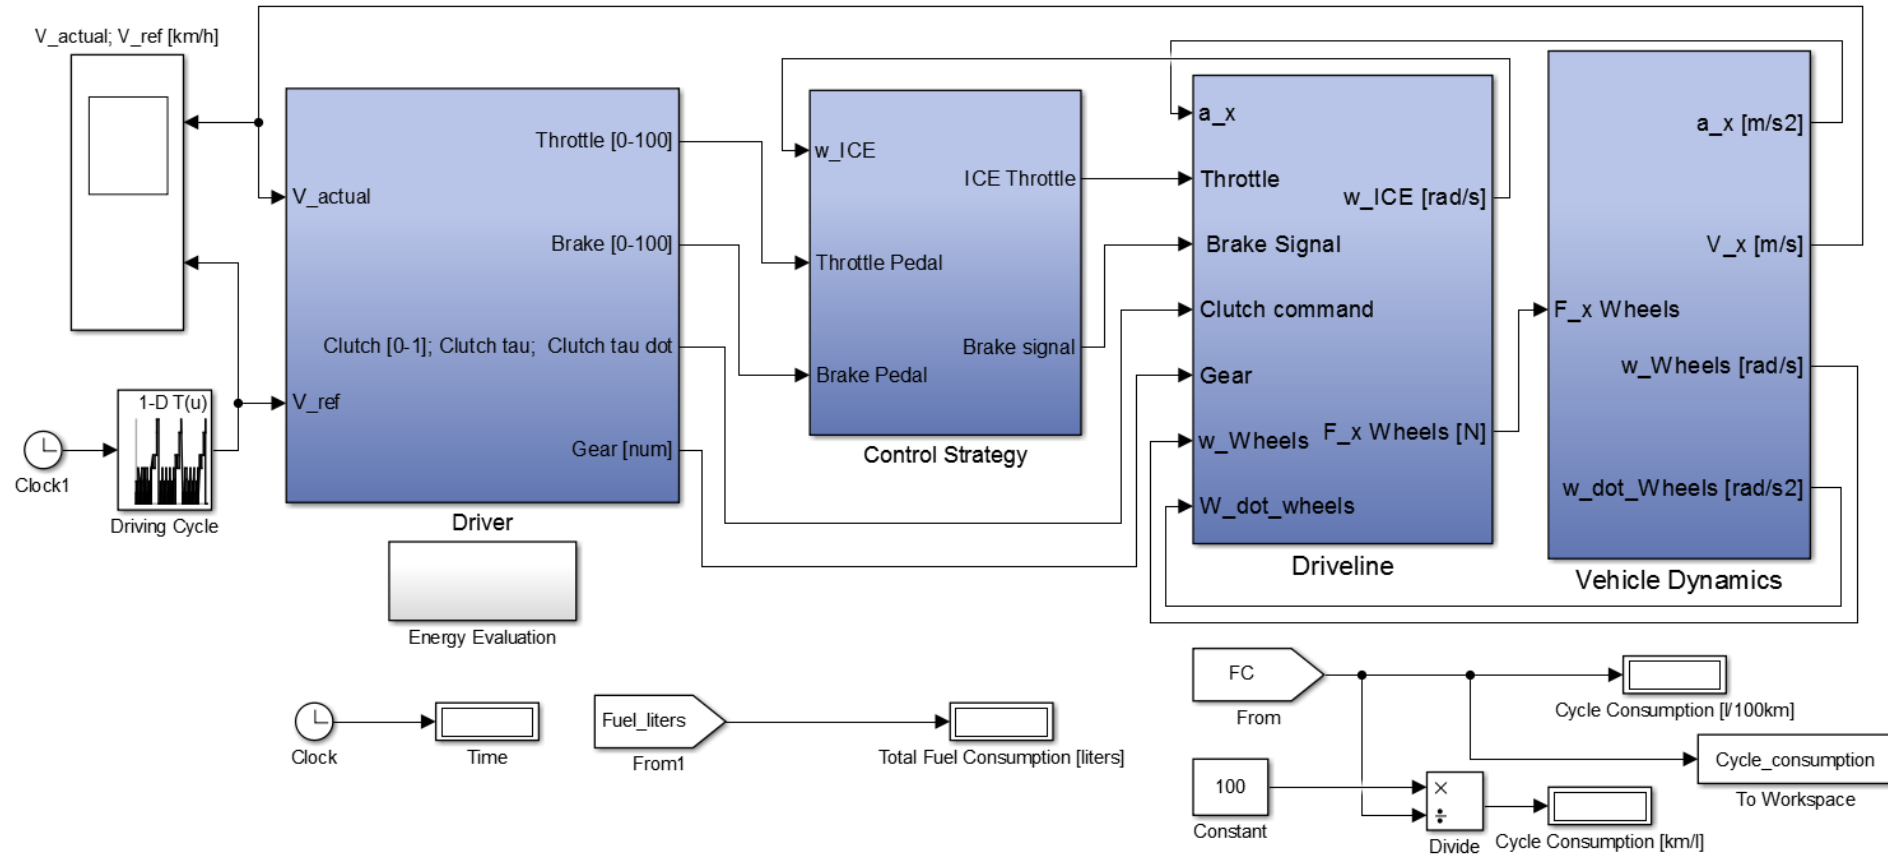 V_actual; V_ref [km/h]
Clock1
1-D T(u)
Driving Cycle
V_actual
V_ref
Throttle [0-100]
Brake [0-100]
Clutch [0-1]; Clutch tau; Clutch tau dot
Gear [num]
Driver
Energy Evaluation
w_ICE
Throttle Pedal
Brake Pedal
ICE Throttle
Brake signal
Control Strategy
a_x
Throttle
Brake Signal
Clutch command
Gear
w_Wheels
W_dot_wheels
w_ICE [rad/s]
F_x Wheels [N]
Driveline
F_x Wheels
a_x [m/s2]
V_x [m/s]
w_Wheels [rad/s]
w_dot_Wheels [rad/s2]
Vehicle Dynamics
Clock
Time
Fuel_liters
From1
Total Fuel Consumption [liters]
FC
From
Cycle Consumption [l/100km]
Cycle_consumption
To Workspace
100
Constant
×
÷
Divide
Cycle Consumption [km/l]